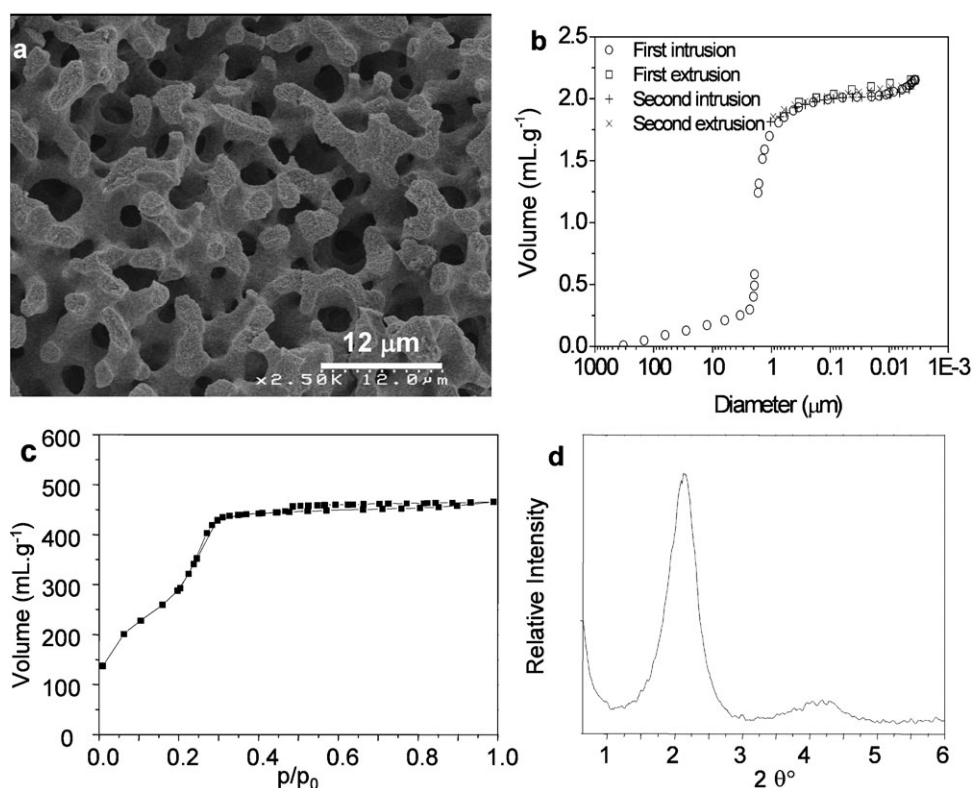 a
12 μm
x2.50K 12.0μm
b
First intrusion
First extrusion
Second intrusion
Second extrusion
Volume (mL.g⁻¹)
2.5
2.0
1.5
1.0
0.5
0.0
1000 100 10 1 0.1 0.01 1E-3
Diameter (μm)
c
Volume (mL.g⁻¹)
600
500
400
300
200
100
0
0.0 0.2 0.4 0.6 0.8 1.0
p/p₀
d
Relative Intensity
1 2 3 4 5 6
2 θ°